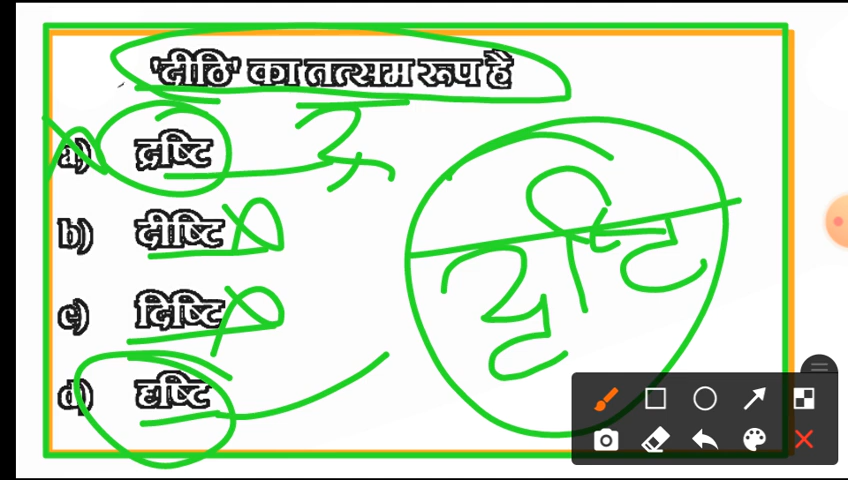 'दीठि' का तत्सम रूप है
a) द्रष्टि
b) दीष्टि
c) दिष्टि
d) दृष्टि